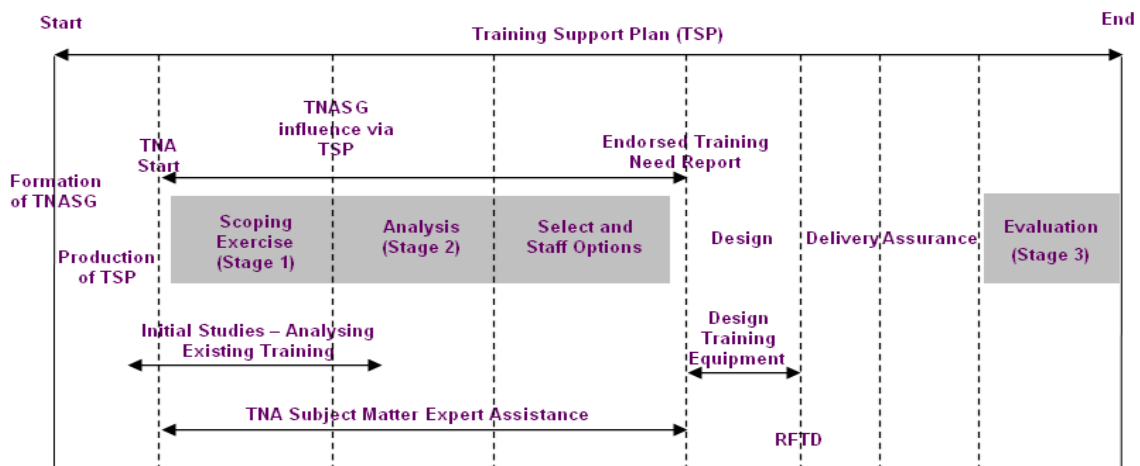 Start
End
Training Support Plan (TSP)
TNASG
influence via
TSP
TNA
Start
Endorsed Training
Need Report
Formation
of TNASG
Production
of TSP
Scoping
Exercise
(Stage 1)
Analysis
(Stage 2)
Select and
Staff Options
Design
Delivery
Assurance
Evaluation
(Stage 3)
Initial Studies – Analysing
Existing Training
Design
Training
Equipment
TNA Subject Matter Expert Assistance
RFTD